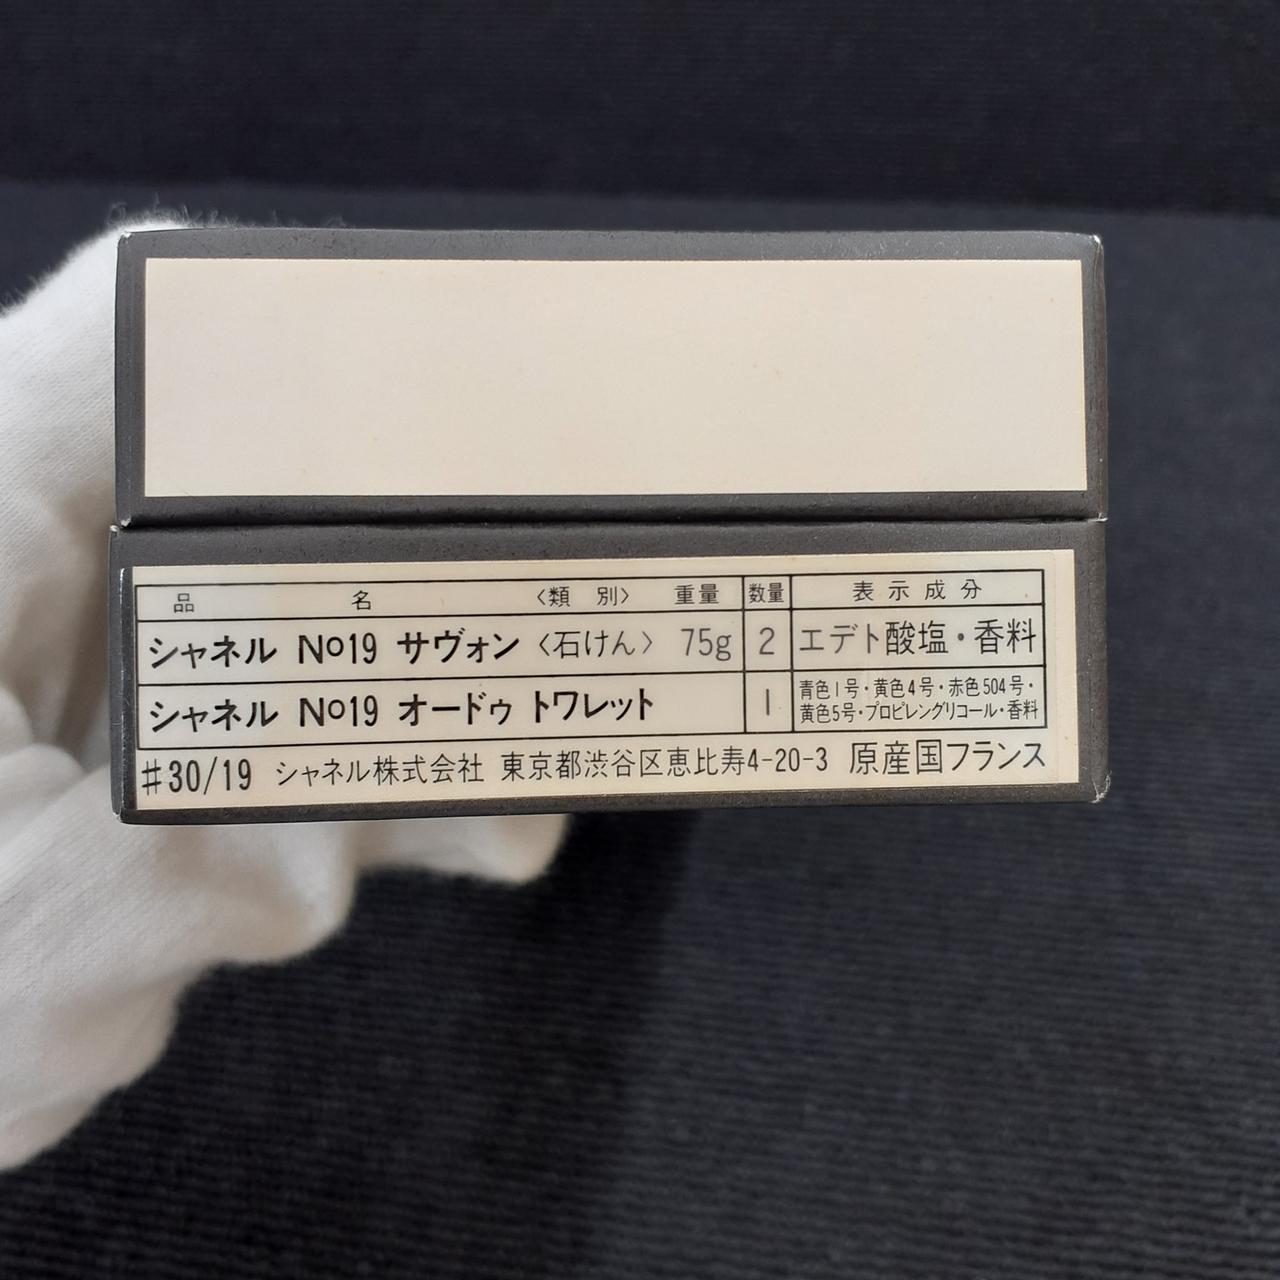 品 名 〈類 別〉 重量 数量 表示成分
シャネル No19 サヴォン〈石けん〉 75g 2 エデト酸塩・香料
シャネル No19 オードゥ トワレット 1 青色1号・黄色4号・赤色504号・
黄色5号・プロピレングリコール・香料
#30/19 シャネル株式会社 東京都渋谷区恵比寿4-20-3 原産国フランス